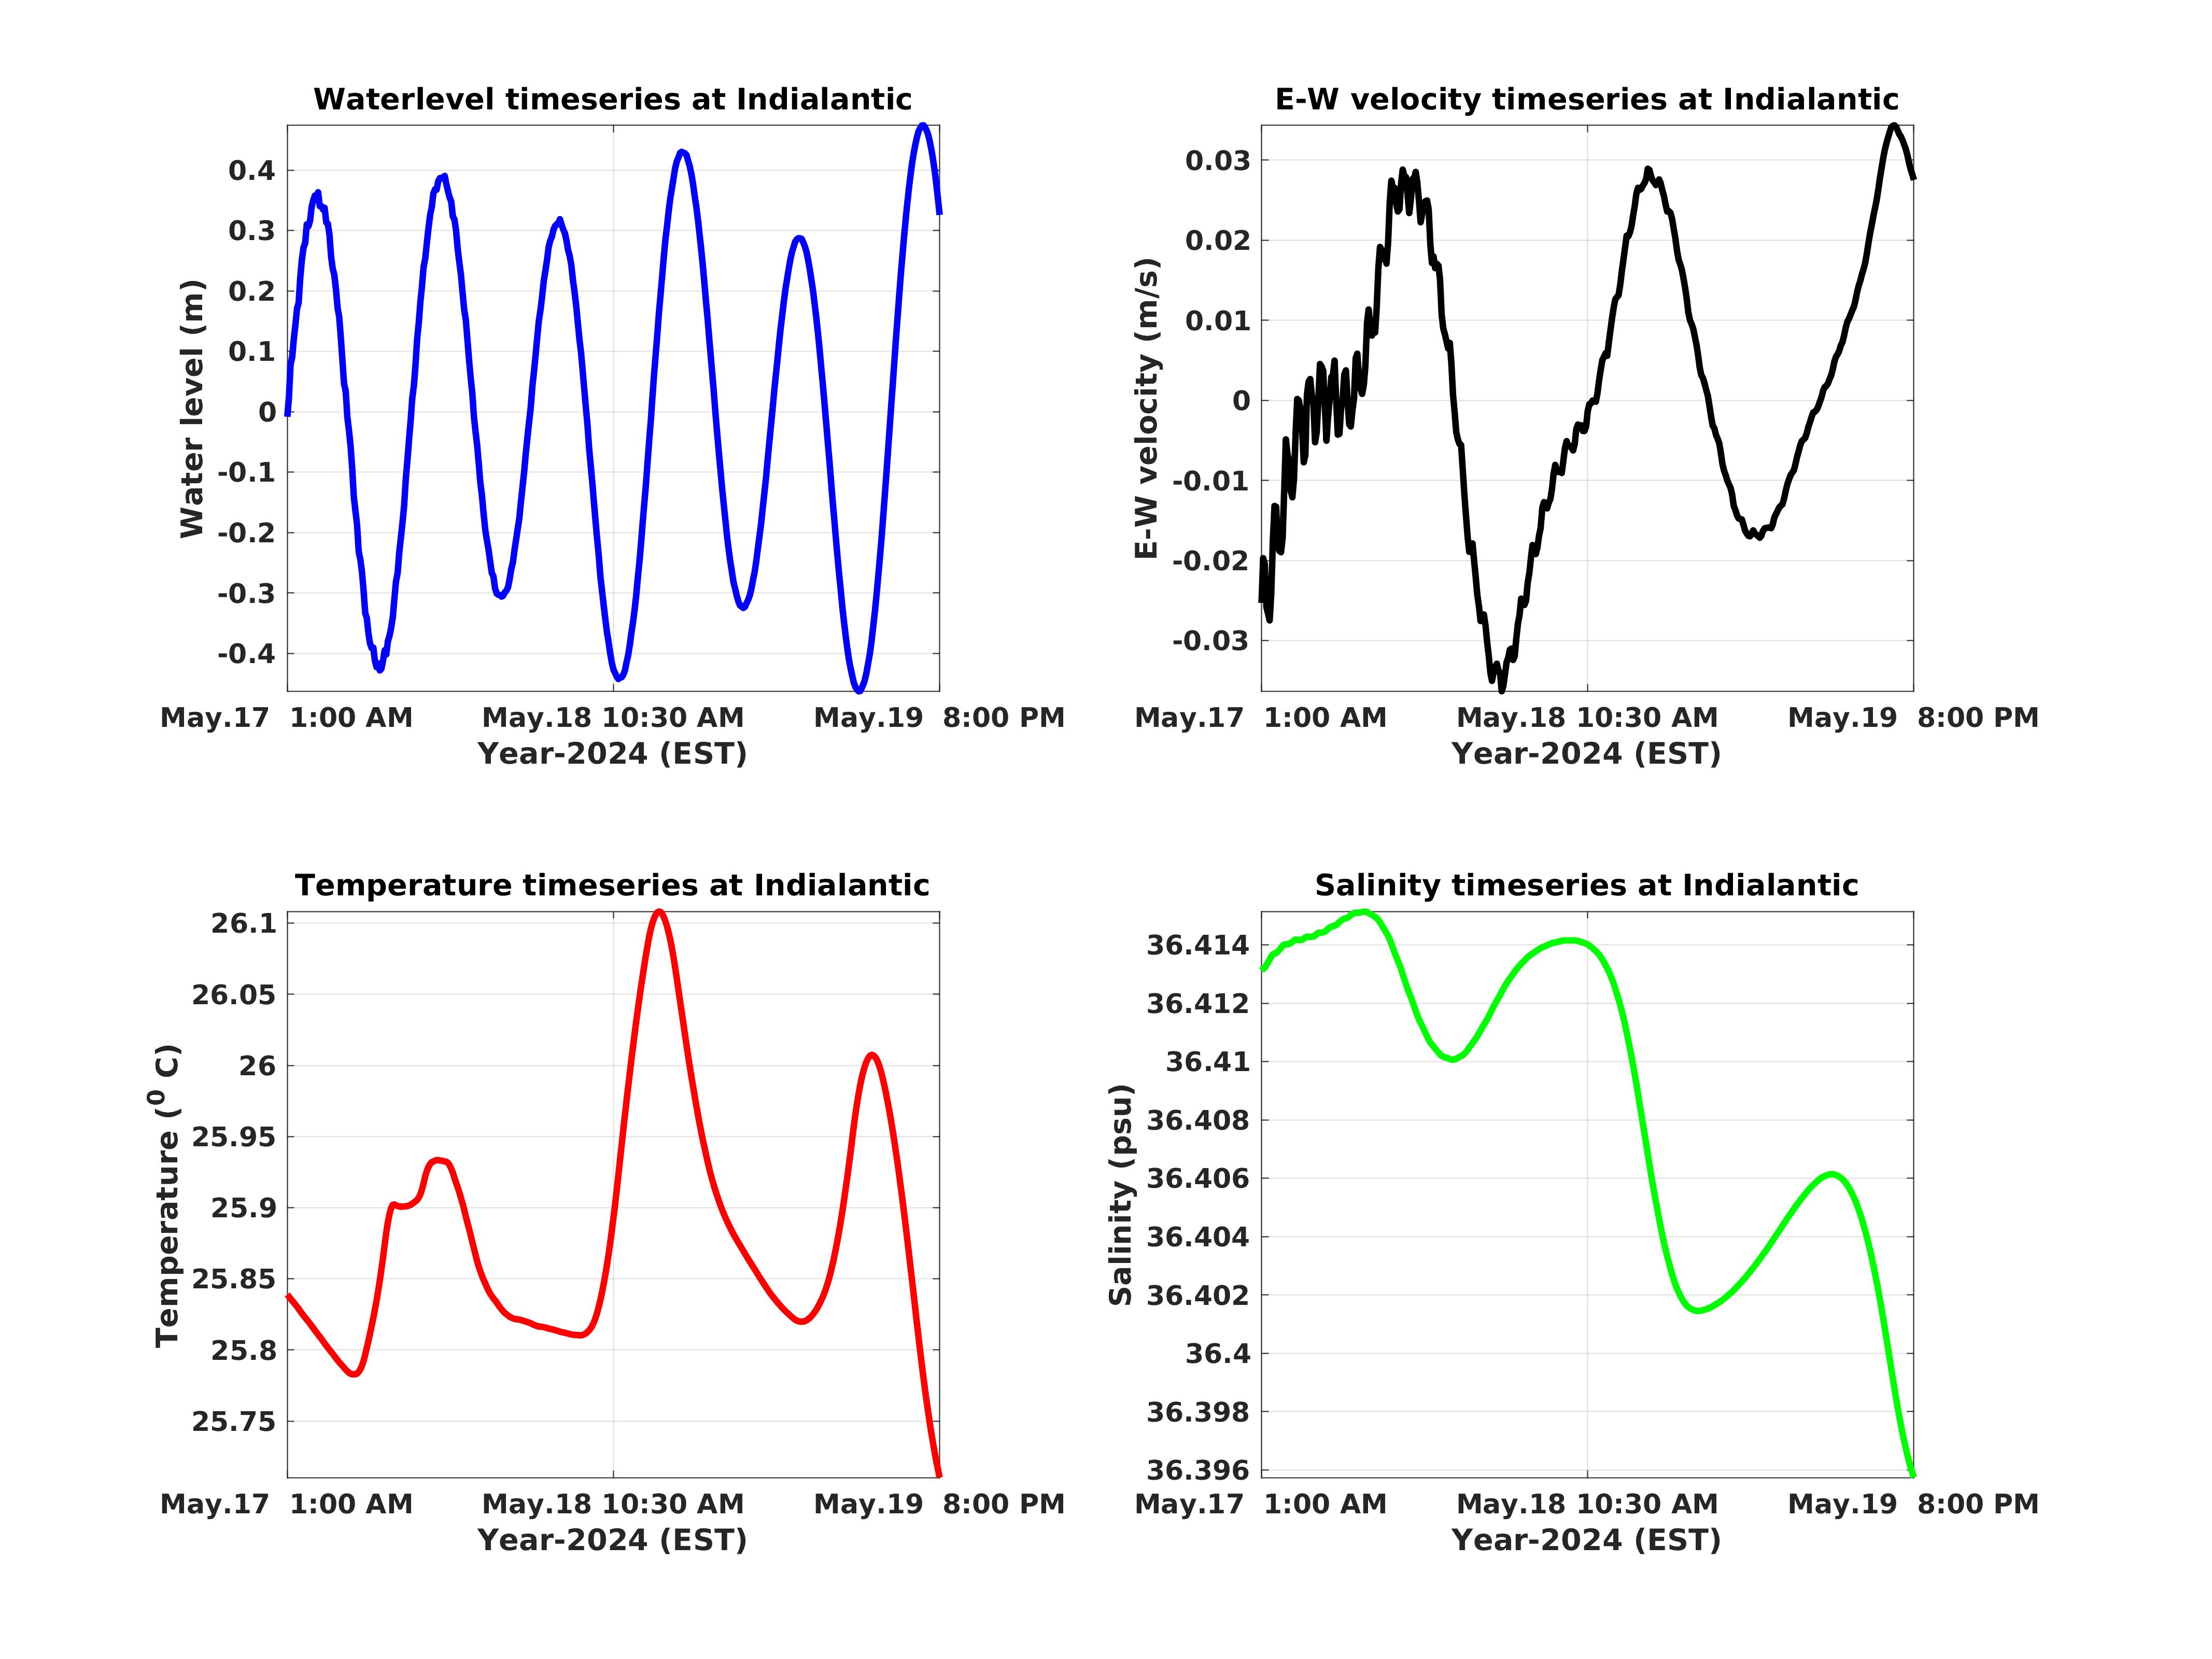 Waterlevel timeseries at Indialantic
0.4
0.3
0.2
0.1
0
-0.1
-0.2
-0.3
-0.4
Water level (m)
May.17 1:00 AM
May.18 10:30 AM
May.19 8:00 PM
Year-2024 (EST)
E-W velocity timeseries at Indialantic
0.03
0.02
0.01
0
-0.01
-0.02
-0.03
E-W velocity (m/s)
May.17 1:00 AM
May.18 10:30 AM
May.19 8:00 PM
Year-2024 (EST)
Temperature timeseries at Indialantic
26.1
26.05
26
25.95
25.9
25.85
25.8
25.75
Temperature (⁰ C)
May.17 1:00 AM
May.18 10:30 AM
May.19 8:00 PM
Year-2024 (EST)
Salinity timeseries at Indialantic
36.414
36.412
36.41
36.408
36.406
36.404
36.402
36.4
36.398
36.396
Salinity (psu)
May.17 1:00 AM
May.18 10:30 AM
May.19 8:00 PM
Year-2024 (EST)